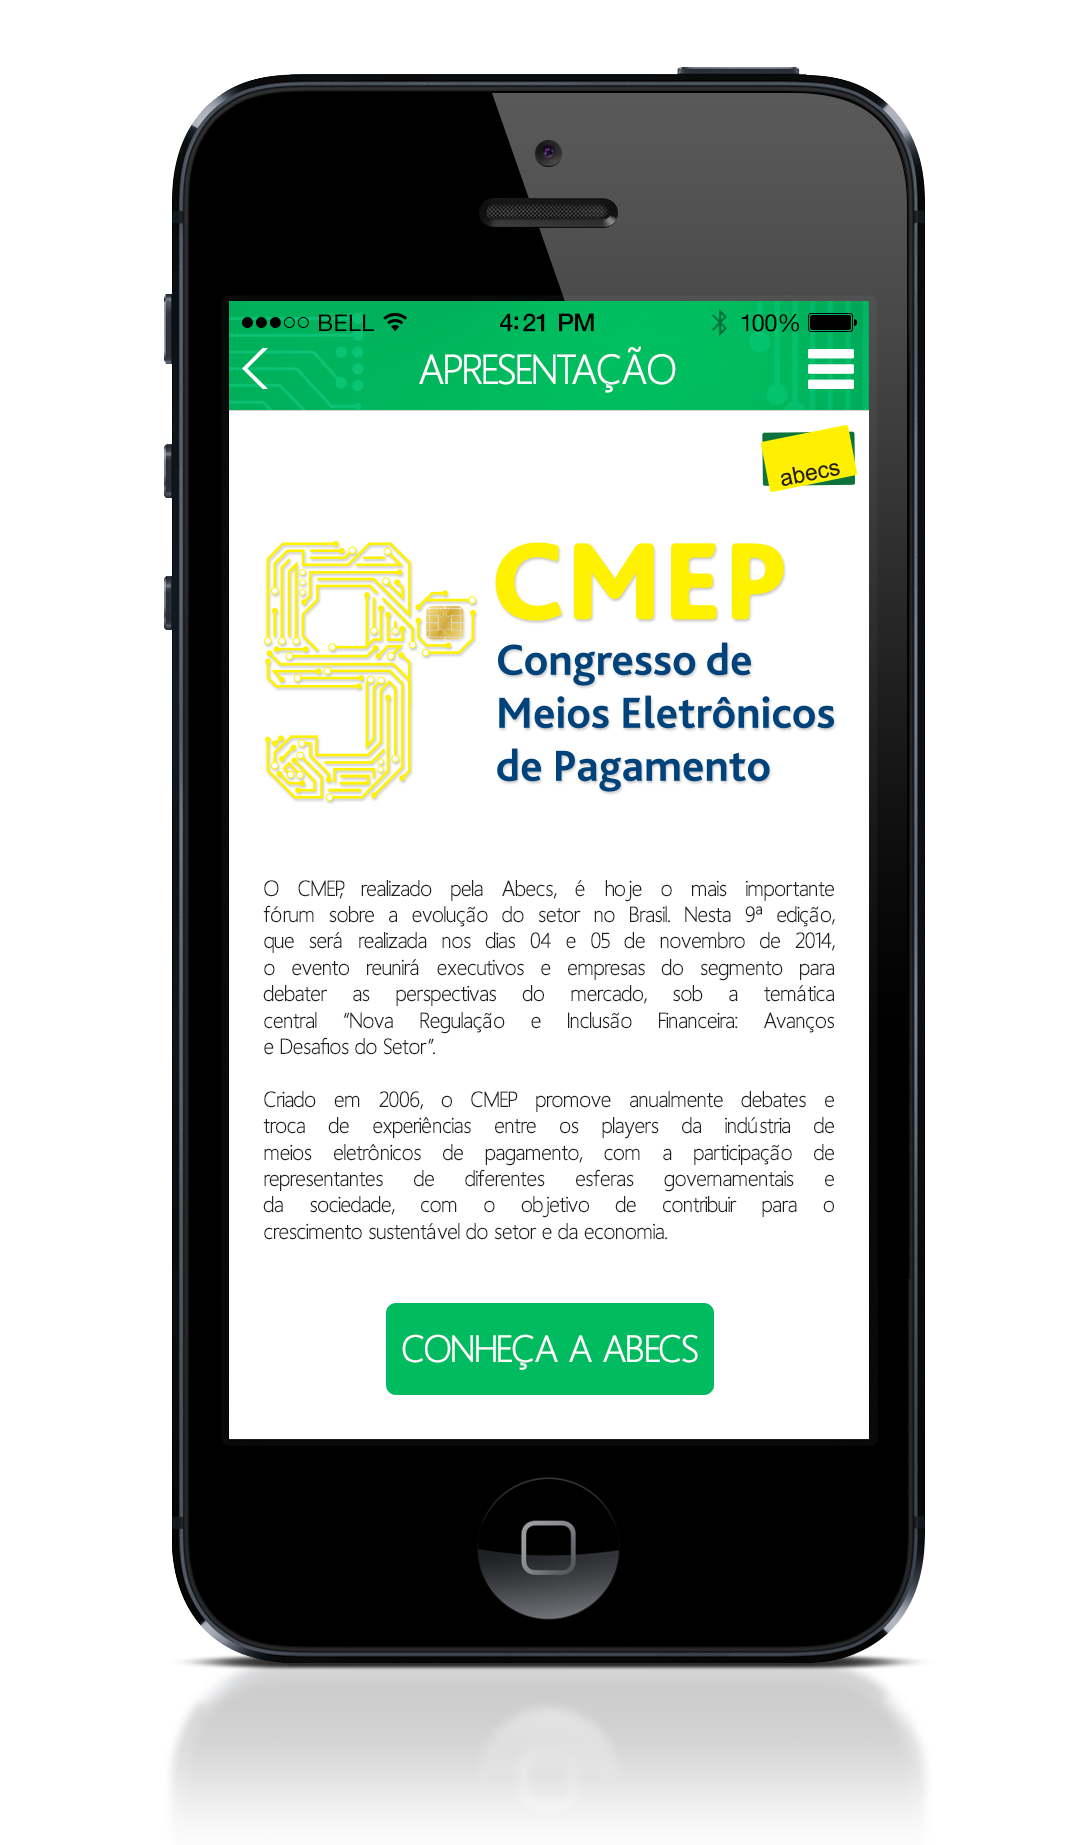 BELL 4:21 PM 100%
APRESENTAÇÃO
abecs
9º CMEP
Congresso de
Meios Eletrônicos
de Pagamento
O CMEP, realizado pela Abecs, é hoje o mais importante
fórum sobre a evolução do setor no Brasil. Nesta 9ª edição,
que será realizada nos dias 04 e 05 de novembro de 2014,
o evento reunirá executivos e empresas do segmento para
debater as perspectivas do mercado, sob a temática
central “Nova Regulação e Inclusão Financeira: Avanços
e Desafios do Setor”.
Criado em 2006, o CMEP promove anualmente debates e
troca de experiências entre os players da indústria de
meios eletrônicos de pagamento, com a participação de
representantes de diferentes esferas governamentais e
da sociedade, com o objetivo de contribuir para o
crescimento sustentável do setor e da economia.
CONHEÇA A ABECS